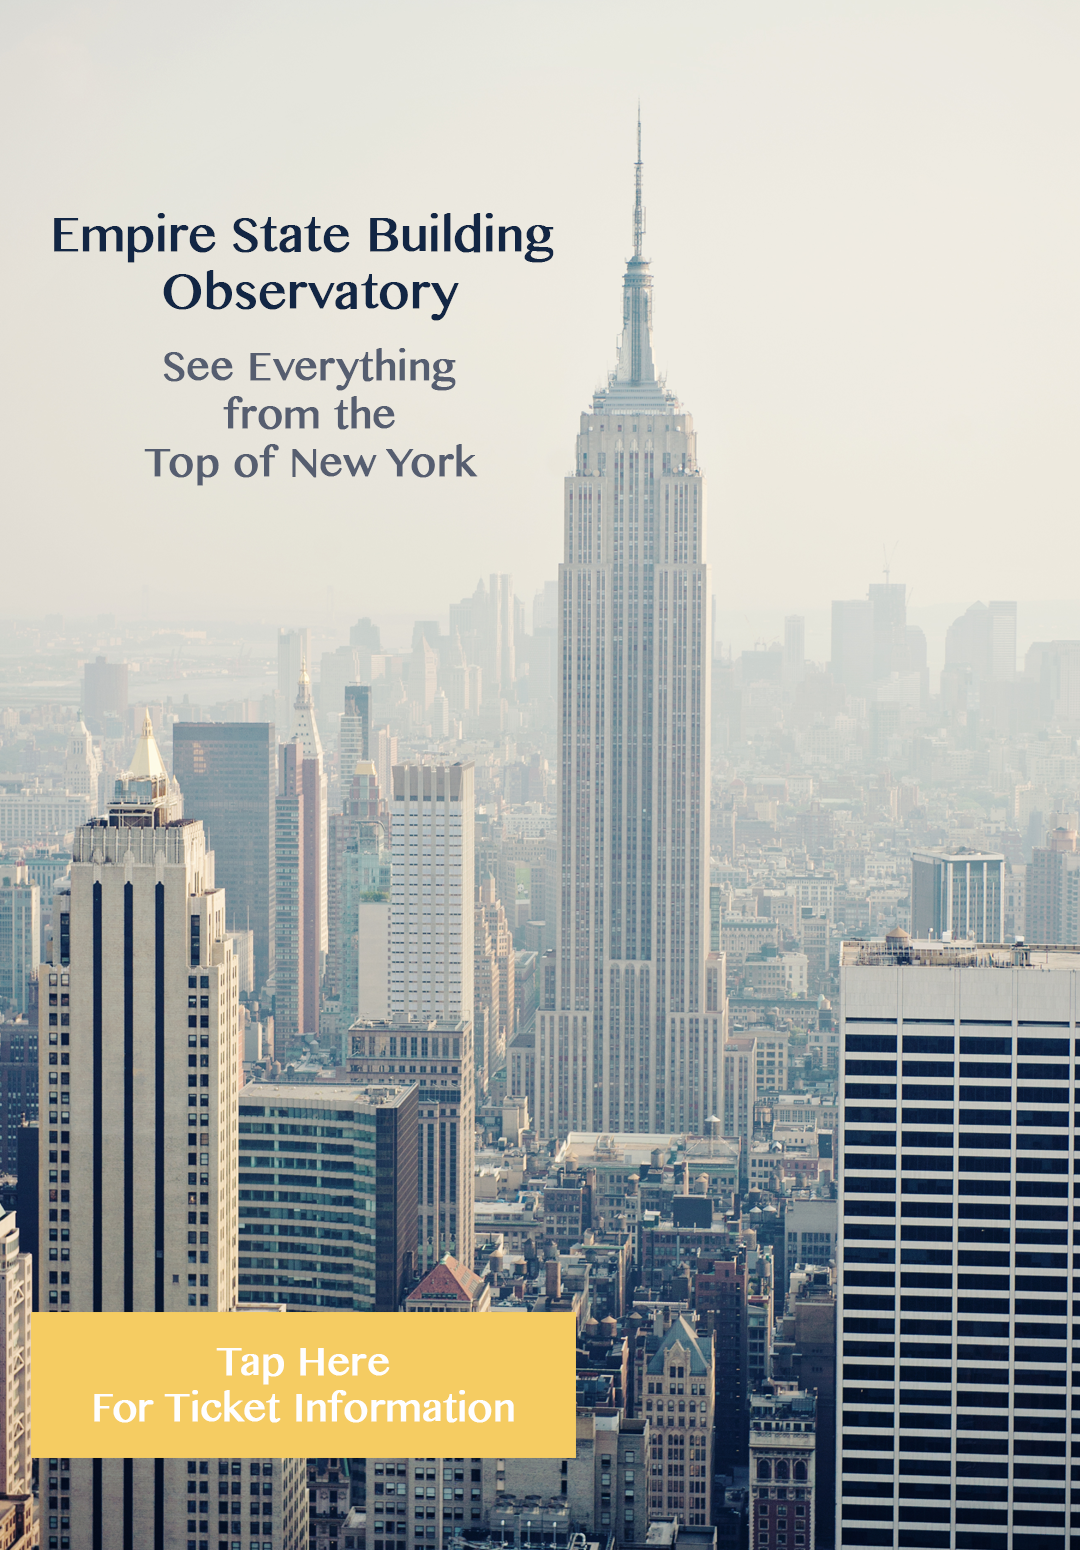 Empire State Building
Observatory
See Everything
from the
Top of New York
Tap Here
For Ticket Information